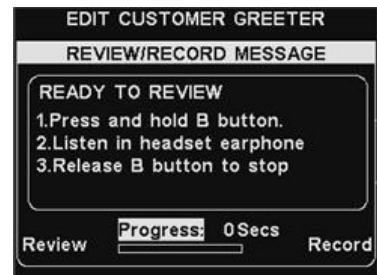 EDIT CUSTOMER GREETER
REVIEW/RECORD MESSAGE
READY TO REVIEW
1.Press and hold B button.
2.Listen in headset earphone
3.Release B button to stop
Progress: 0Secs
Review Record